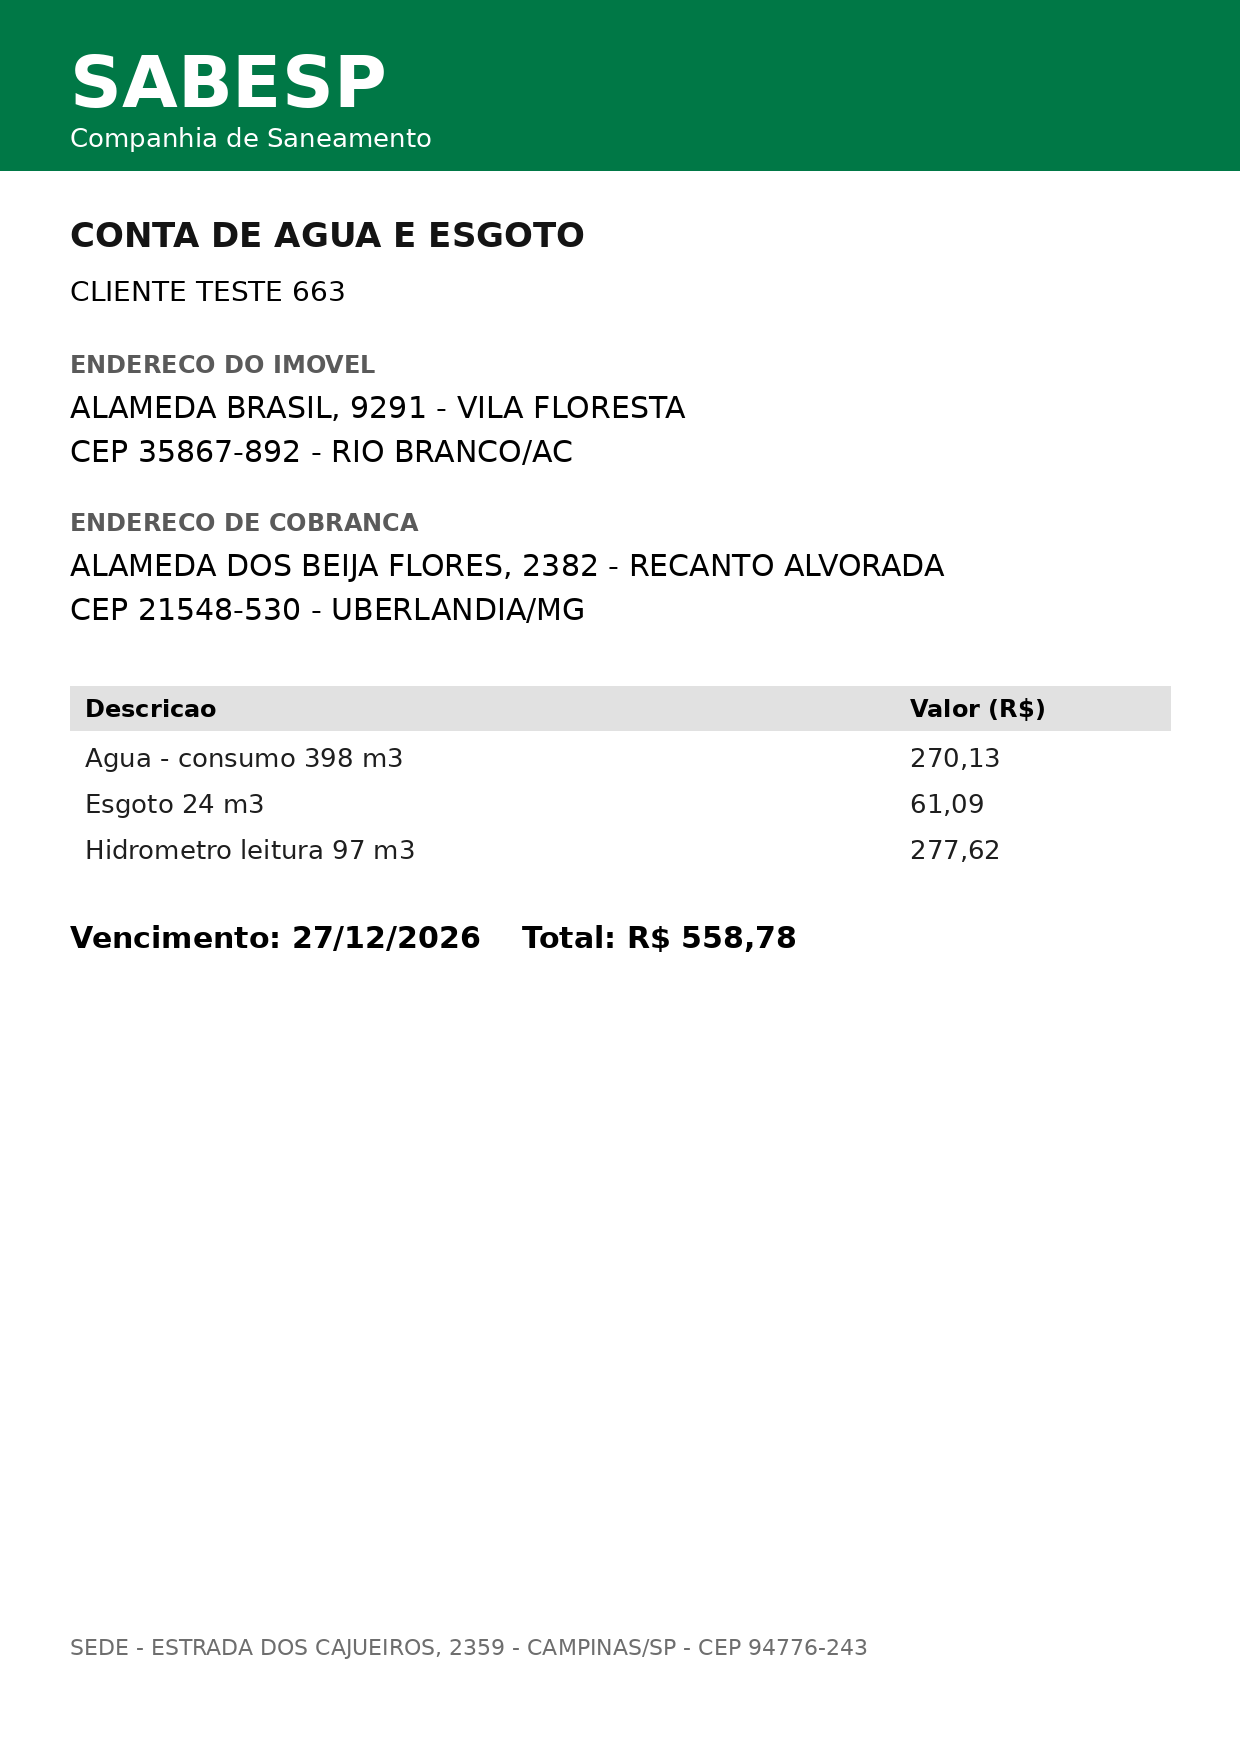 SABESP
Companhia de Saneamento
CONTA DE AGUA E ESGOTO
CLIENTE TESTE 663
ENDERECO DO IMOVEL
ALAMEDA BRASIL, 9291 - VILA FLORESTA
CEP 35867-892 - RIO BRANCO/AC
ENDERECO DE COBRANCA
ALAMEDA DOS BEIJA FLORES, 2382 - RECANTO ALVORADA
CEP 21548-530 - UBERLANDIA/MG
Descricao Valor (R$)
Agua - consumo 398 m3 270,13
Esgoto 24 m3 61,09
Hidrometro leitura 97 m3 277,62
Vencimento: 27/12/2026 Total: R$ 558,78
SEDE - ESTRADA DOS CAJUEIROS, 2359 - CAMPINAS/SP - CEP 94776-243